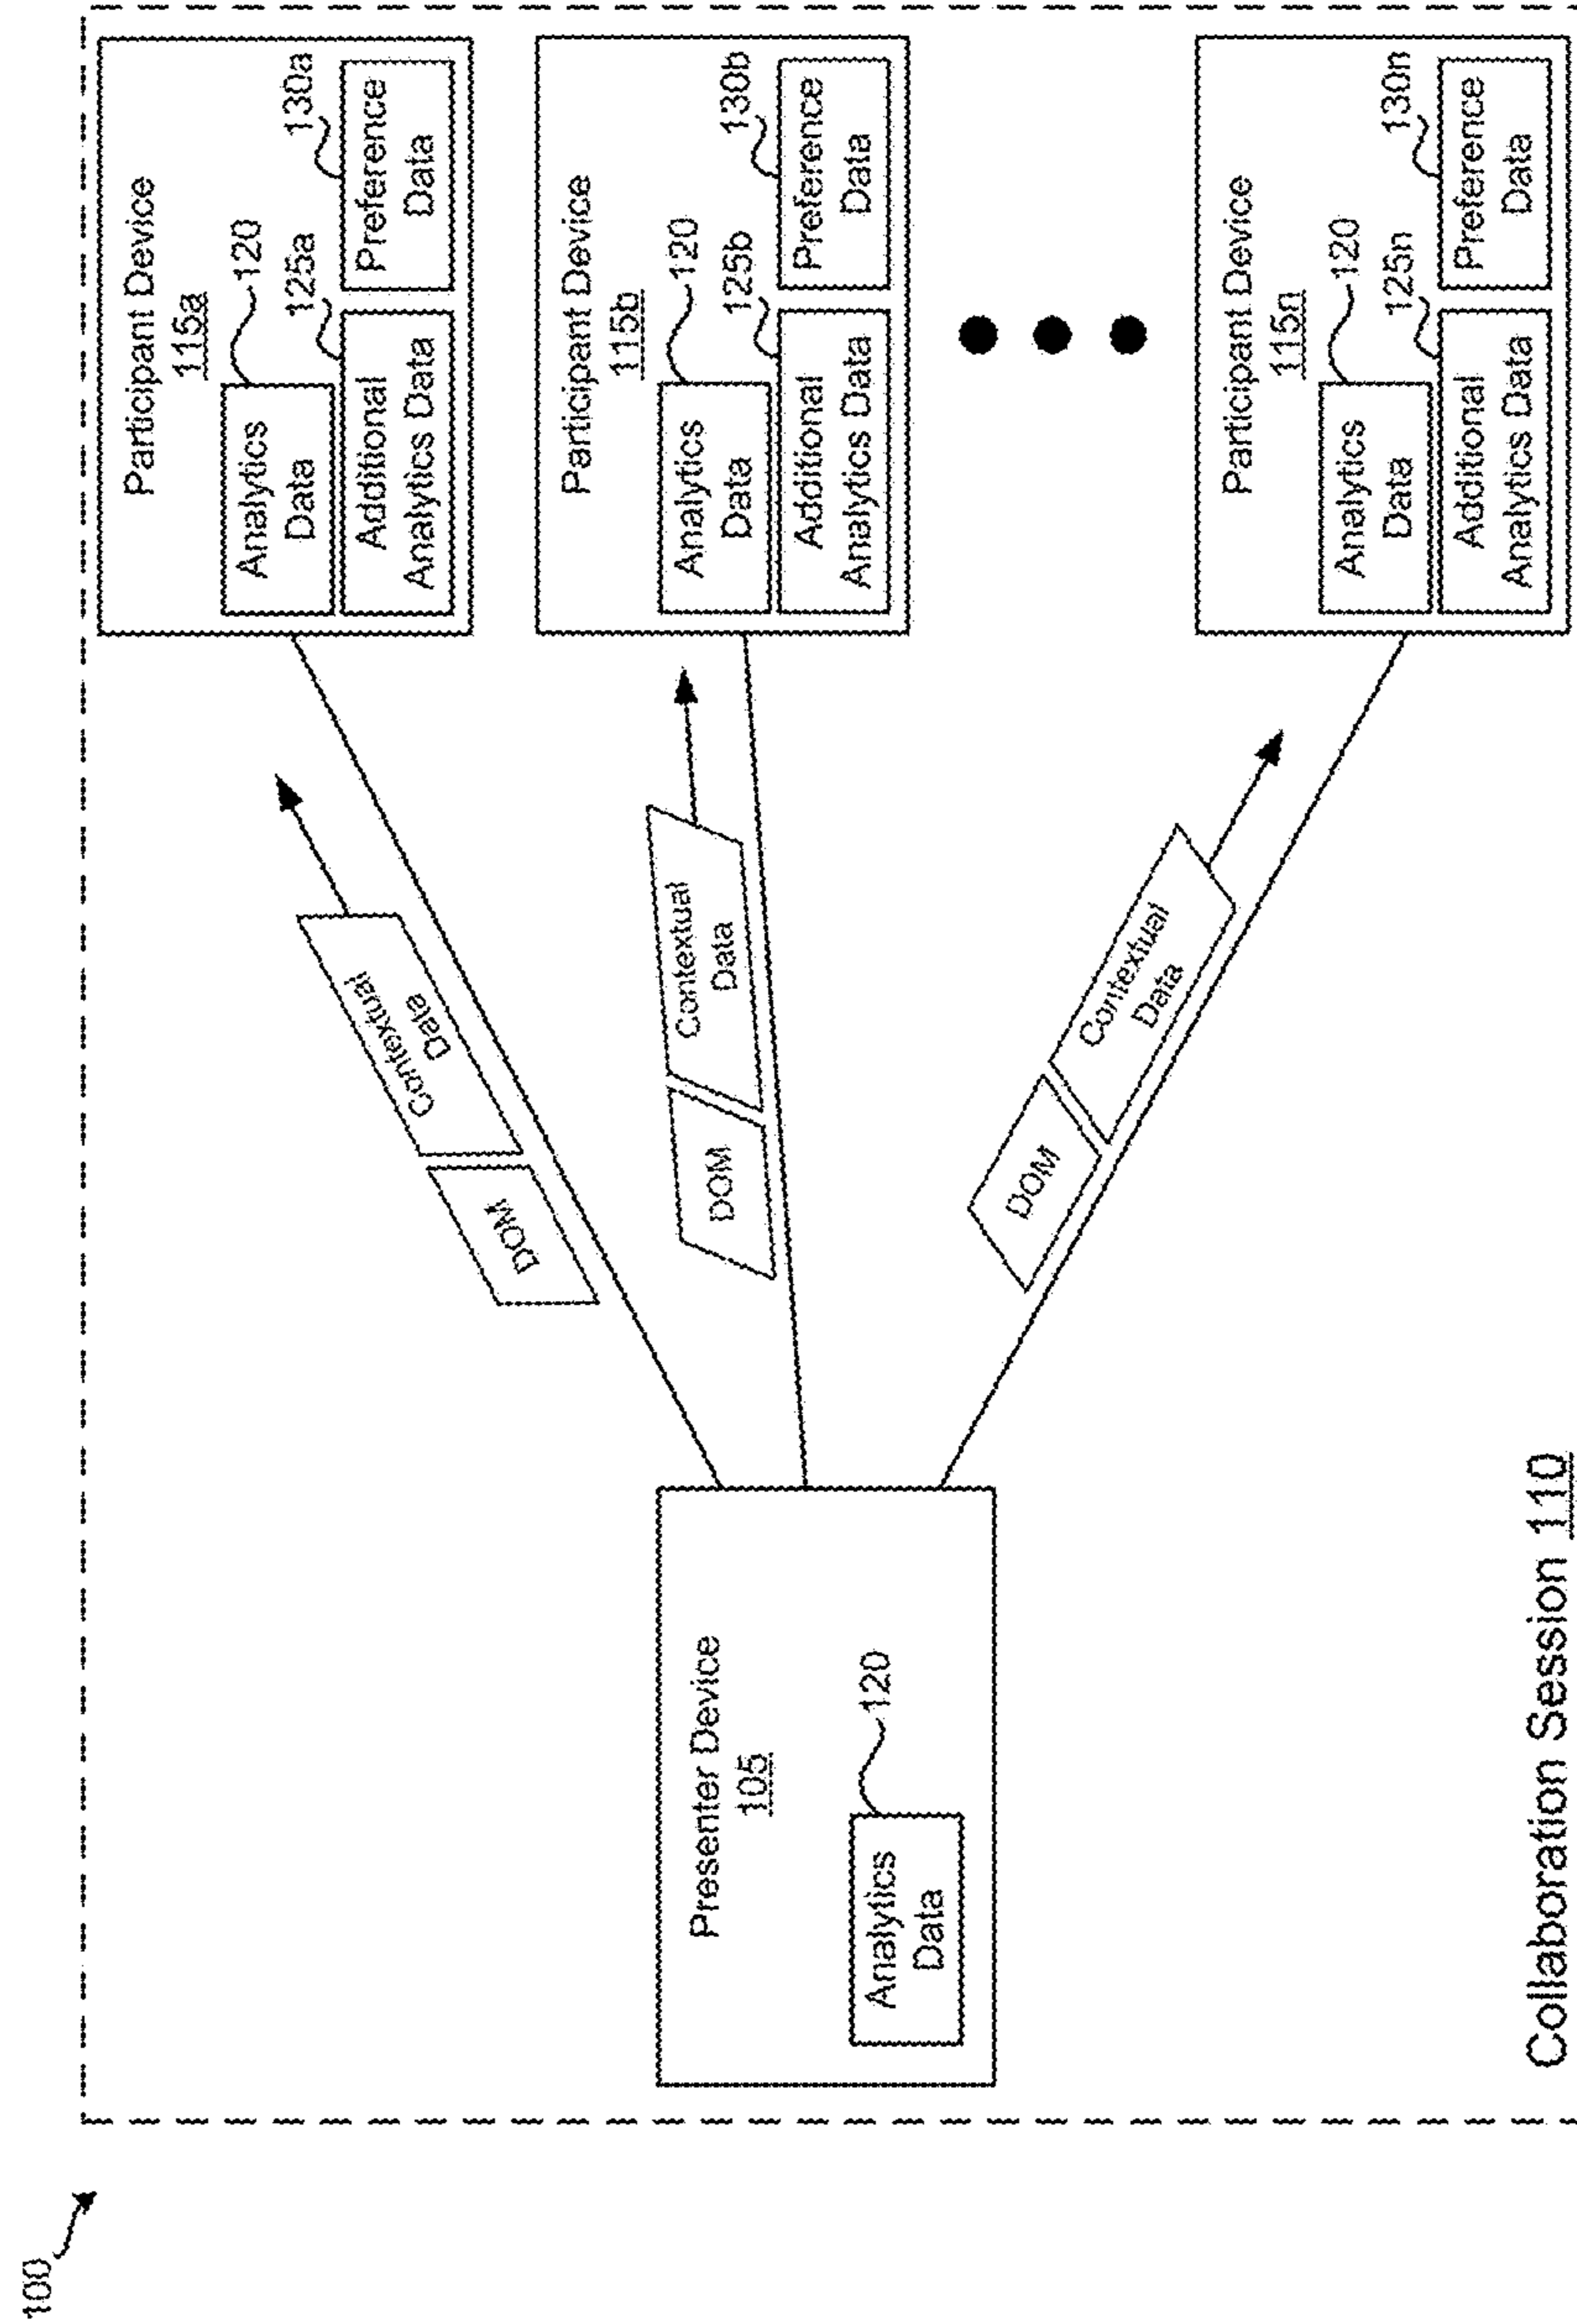 100
Participant Device
115a
Analytics
Data
120
125a
Additional
Analytics Data
130a
Preference
Data
Contextual
Data
DOM
Participant Device
115b
Analytics
Data
120
125b
Additional
Analytics Data
130b
Preference
Data
DOM
Contextual
Data
Presenter Device
105
Analytics
Data
120
DOM
Contextual
Data
Participant Device
115n
Analytics
Data
120
125n
Additional
Analytics Data
130n
Preference
Data
Collaboration Session 110